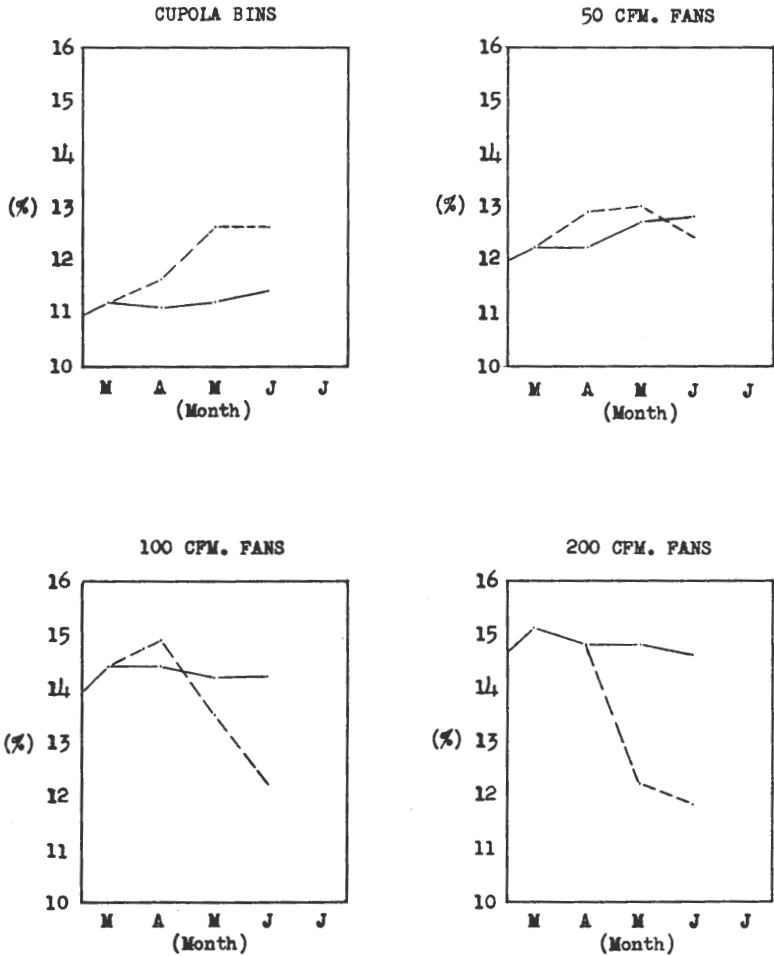 CUPOLA BINS
16
15
14
(%) 13
12
11
10
M A M J J
(Month)
50 CFM. FANS
16
15
14
(%) 13
12
11
10
M A M J J
(Month)
100 CFM. FANS
16
15
14
(%) 13
12
11
10
M A M J J
(Month)
200 CFM. FANS
16
15
14
(%) 13
12
11
10
M A M J J
(Month)